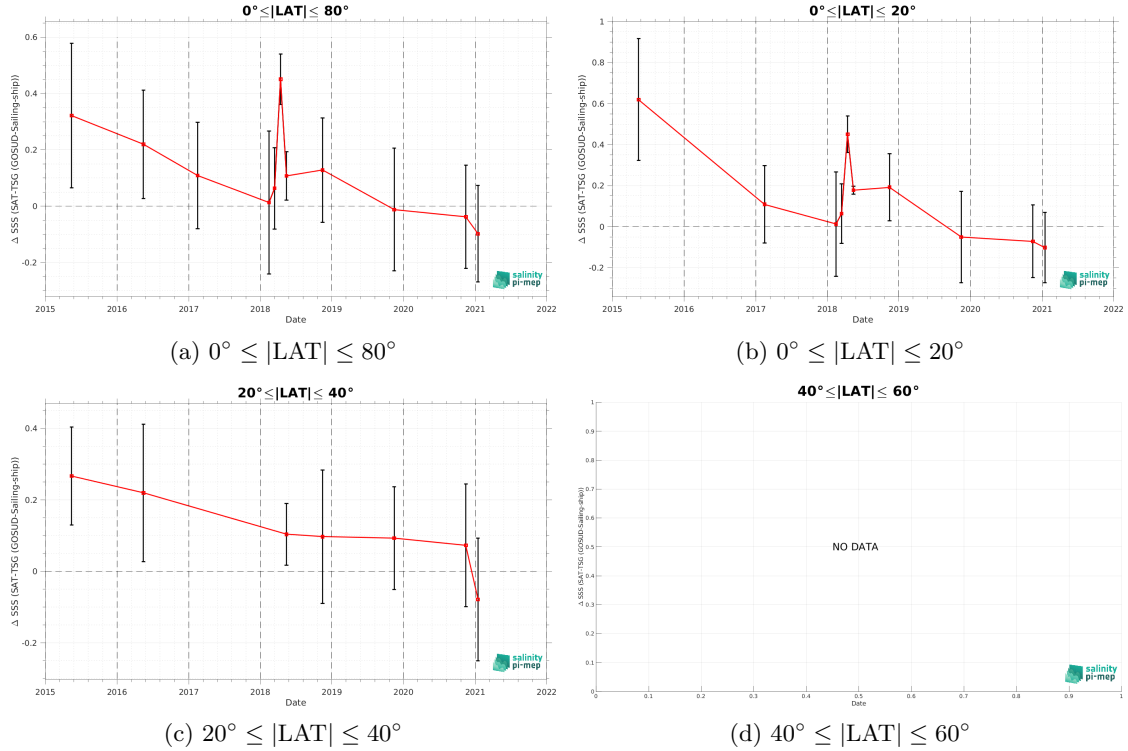 0°≤|LAT|≤ 80°
Δ SSS (SAT-TSG (GOSUD-Sailing-ship))
0.6
0.4
0.2
0
-0.2
2015 2016 2017 2018 2019 2020 2021 2022
Date
salinity
pi-mep
(a) 0° ≤ |LAT| ≤ 80°
0°≤|LAT|≤ 20°
Δ SSS (SAT-TSG (GOSUD-Sailing-ship))
1
0.8
0.6
0.4
0.2
0
-0.2
2015 2016 2017 2018 2019 2020 2021 2022
Date
salinity
pi-mep
(b) 0° ≤ |LAT| ≤ 20°
20°≤|LAT|≤ 40°
Δ SSS (SAT-TSG (GOSUD-Sailing-ship))
0.4
0.2
0
-0.2
2015 2016 2017 2018 2019 2020 2021 2022
Date
salinity
pi-mep
(c) 20° ≤ |LAT| ≤ 40°
40°≤|LAT|≤ 60°
Δ SSS (SAT-TSG (GOSUD-Sailing-ship))
1
0.9
0.8
0.7
0.6
0.5
0.4
0.3
0.2
0.1
0
NO DATA
0 0.1 0.2 0.3 0.4 0.5 0.6 0.7 0.8 0.9 1
Date
salinity
pi-mep
(d) 40° ≤ |LAT| ≤ 60°